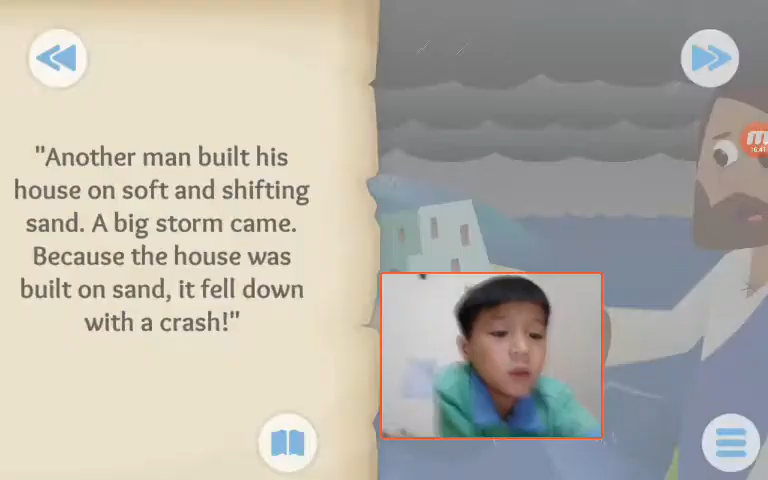 "Another man built his
house on soft and shifting
sand. A big storm came.
Because the house was
built on sand, it fell down
with a crash!"